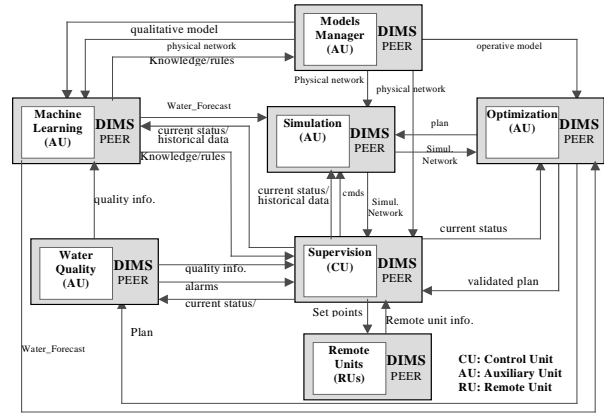 qualitative model
physical network
Knowledge/rules
Models
Manager
(AU)
DIMS
PEER
operative model
Physical network
physical network
Machine
Learning
(AU)
DIMS
PEER
Water_Forecast
current status/
historical data
Knowledge/rules
Simulation
(AU)
DIMS
PEER
plan
Simul.
Network
Optimization
(AU)
DIMS
PEER
quality info.
current status/
historical data
cmds
Simul.
Network
Water
Quality
(AU)
DIMS
PEER
quality info.
alarms
current status/
Supervision
(CU)
DIMS
PEER
current status
validated plan
Plan
Set points
Remote unit info.
Water_Forecast
Remote
Units
(RUs)
DIMS
PEER
CU: Control Unit
AU: Auxiliary Unit
RU: Remote Unit